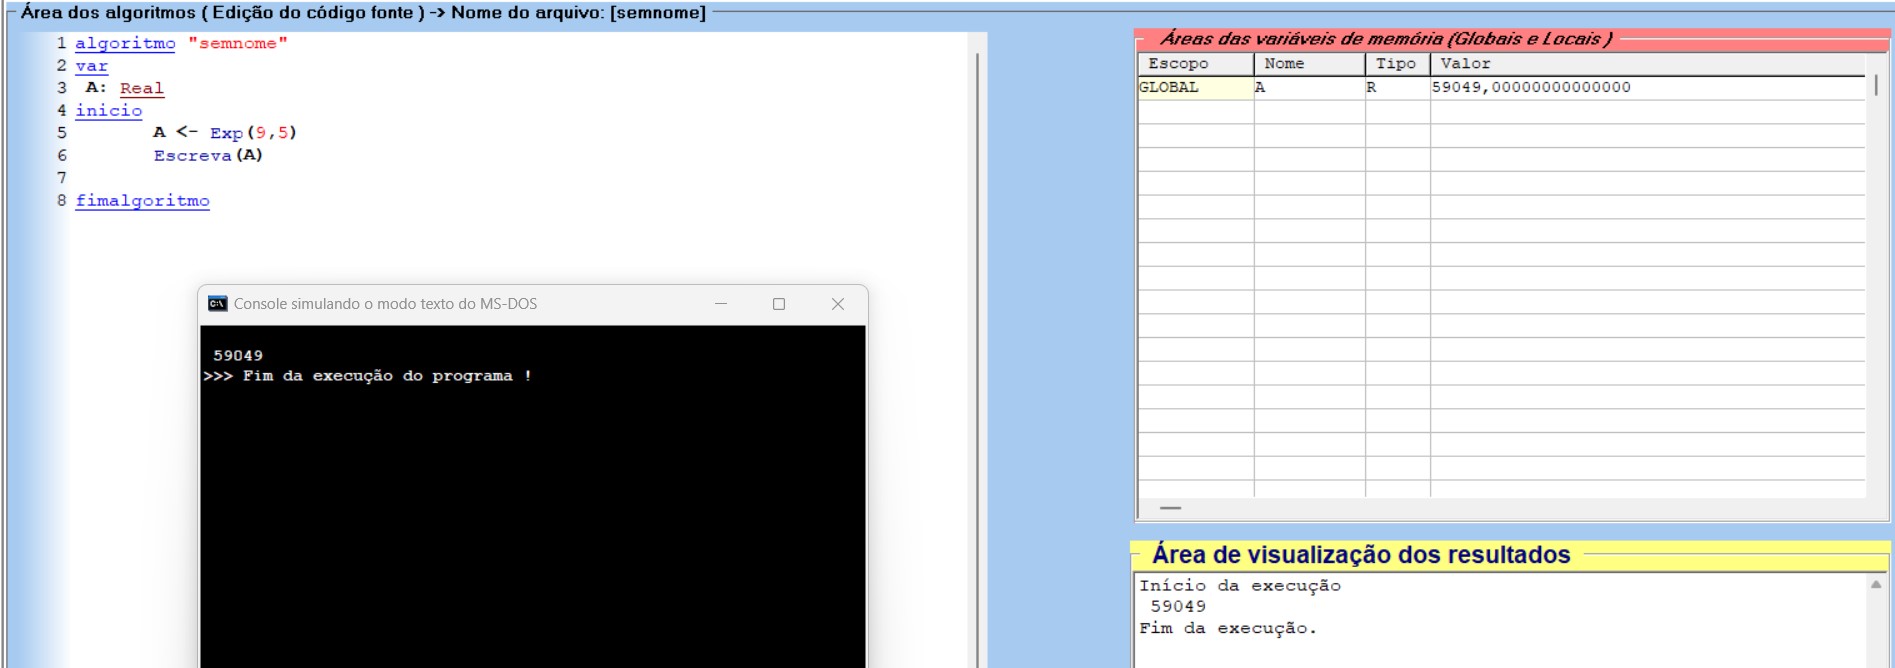 Área dos algoritmos ( Edição do código fonte ) -> Nome do arquivo: [semnome]
1 algoritmo "semnome"
2 var
3 A: Real
4 inicio
5 A <- Exp(9,5)
6 Escreva(A)
7
8 fimalgoritmo
Console simulando o modo texto do MS-DOS
59049
>>> Fim da execução do programa !
Áreas das variáveis de memória (Globais e Locais )
Escopo Nome Tipo Valor
GLOBAL A R 59049,00000000000000
Área de visualização dos resultados
Início da execução
59049
Fim da execução.